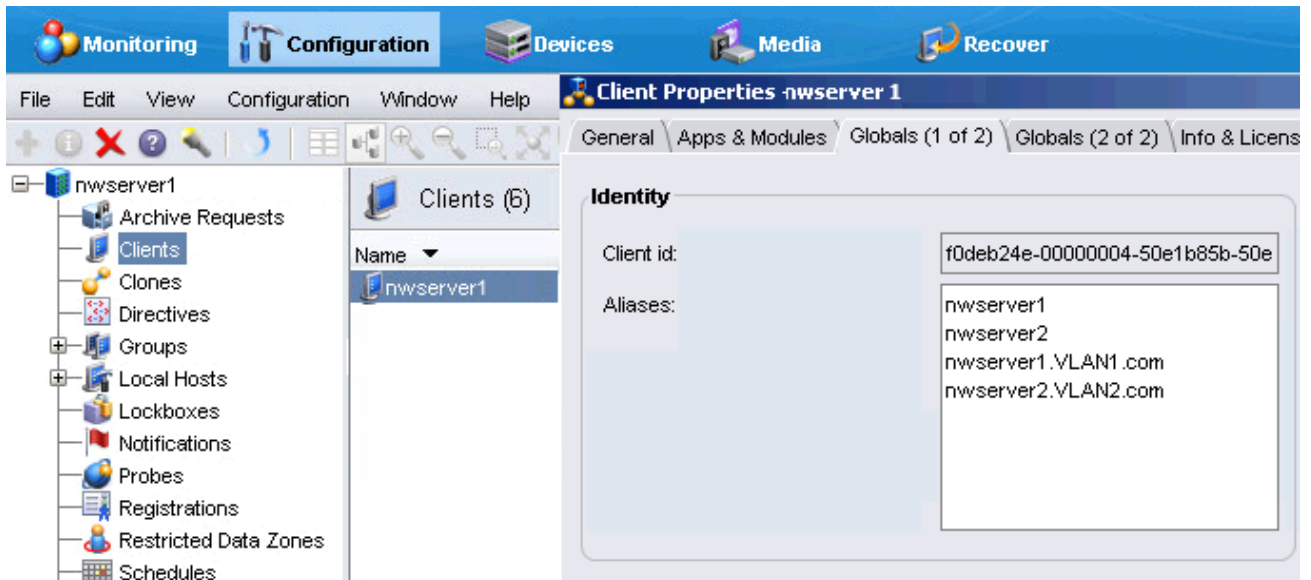 Monitoring Configuration Devices Media Recover
File Edit View Configuration Window Help
Client Properties -nwserver 1
General Apps & Modules Globals (1 of 2) Globals (2 of 2) Info & Licens
nwserver1
Archive Requests
Clients
Clones
Directives
Groups
Local Hosts
Lockboxes
Notifications
Probes
Registrations
Restricted Data Zones
Schedules
Clients (6)
Name
nwserver1
Identity
Client id: f0deb24e-00000004-50e1b85b-50e
Aliases:
nwserver1
nwserver2
nwserver1.VLAN1.com
nwserver2.VLAN2.com